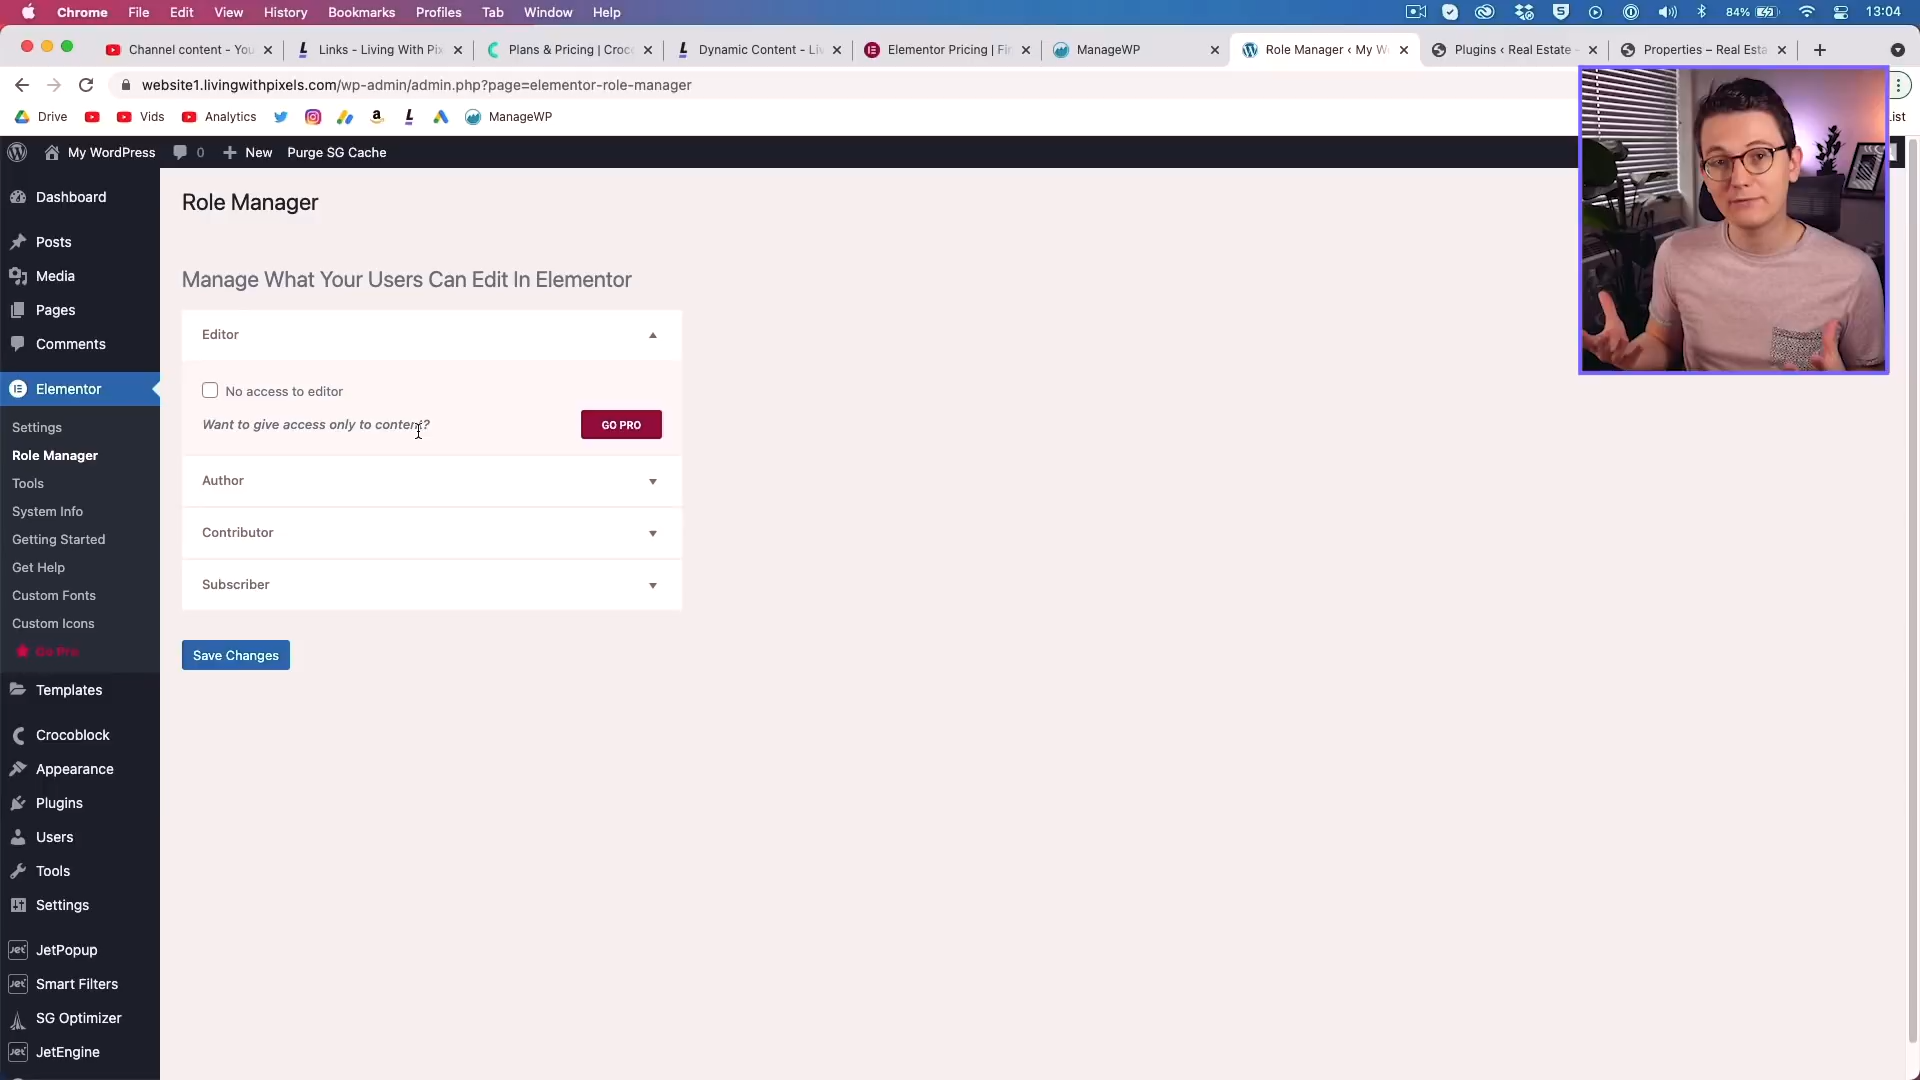 Chrome File Edit View History Bookmarks Profiles Tab Window Help 84% 13:04
Channel content - You Links - Living With Pix Plans & Pricing | Croc Dynamic Content - Liv Elementor Pricing | Fi ManageWP Role Manager ‹ My W Plugins ‹ Real Estate - Properties – Real Esta
website1.livingwithpixels.com/wp-admin/admin.php?page=elementor-role-manager
Drive Vids Analytics ManageWP
My WordPress 0 New Purge SG Cache
Dashboard
Posts
Media
Pages
Comments
Elementor
Settings
Role Manager
Tools
System Info
Getting Started
Get Help
Custom Fonts
Custom Icons
Go Pro
Templates
Crocoblock
Appearance
Plugins
Users
Tools
Settings
JetPopup
Smart Filters
SG Optimizer
JetEngine
Role Manager
Manage What Your Users Can Edit In Elementor
Editor
No access to editor
Want to give access only to content?
GO PRO
Author
Contributor
Subscriber
Save Changes